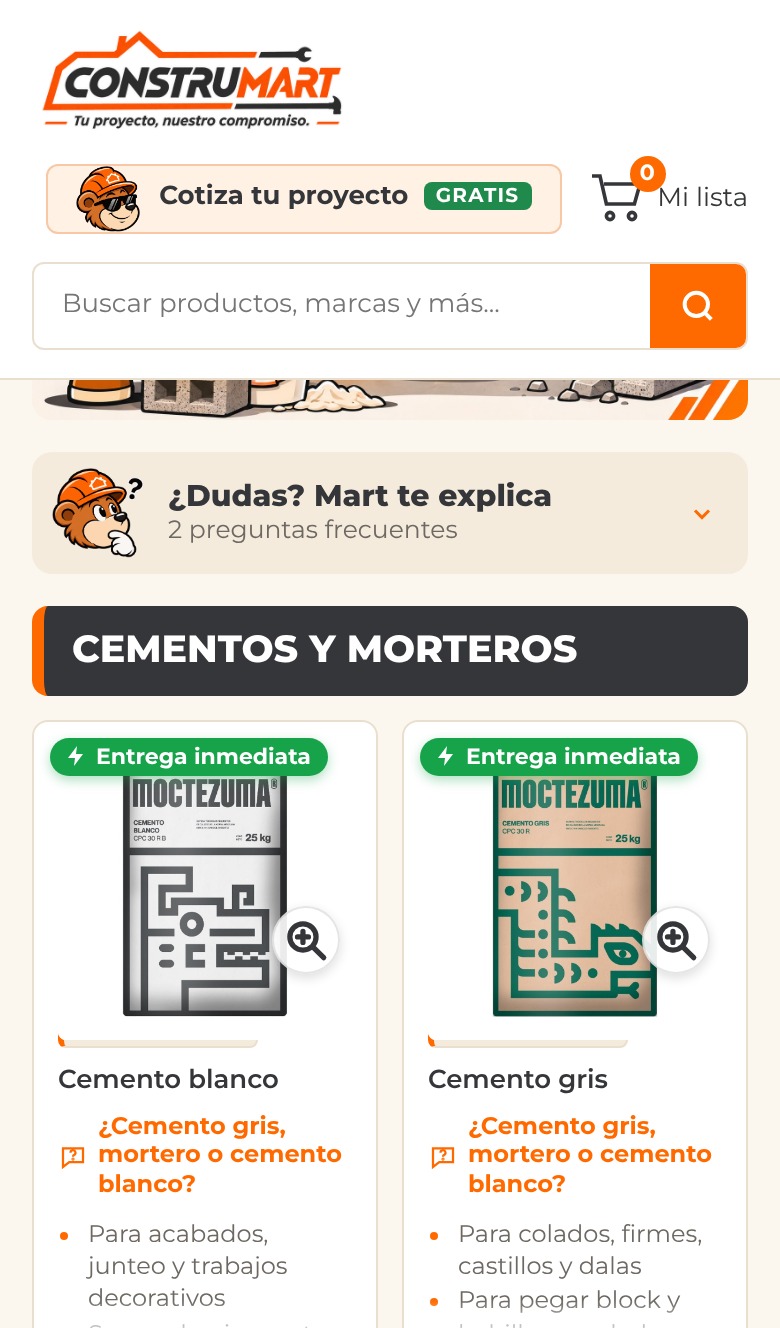 CONSTRUMART
Tu proyecto, nuestro compromiso.
Cotiza tu proyecto GRATIS
0
Mi lista
Buscar productos, marcas y más...
?
¿Dudas? Mart te explica
2 preguntas frecuentes
CEMENTOS Y MORTEROS
Entrega inmediata
MOCTEZUMA®
CEMENTO
BLANCO
CPC 30 R B
25 kg
Cemento blanco
¿Cemento gris,
mortero o cemento
blanco?
Para acabados,
junteo y trabajos
decorativos
Entrega inmediata
MOCTEZUMA®
CEMENTO GRIS
CPC 30 R
25 kg
Cemento gris
¿Cemento gris,
mortero o cemento
blanco?
Para colados, firmes,
castillos y dalas
Para pegar block y